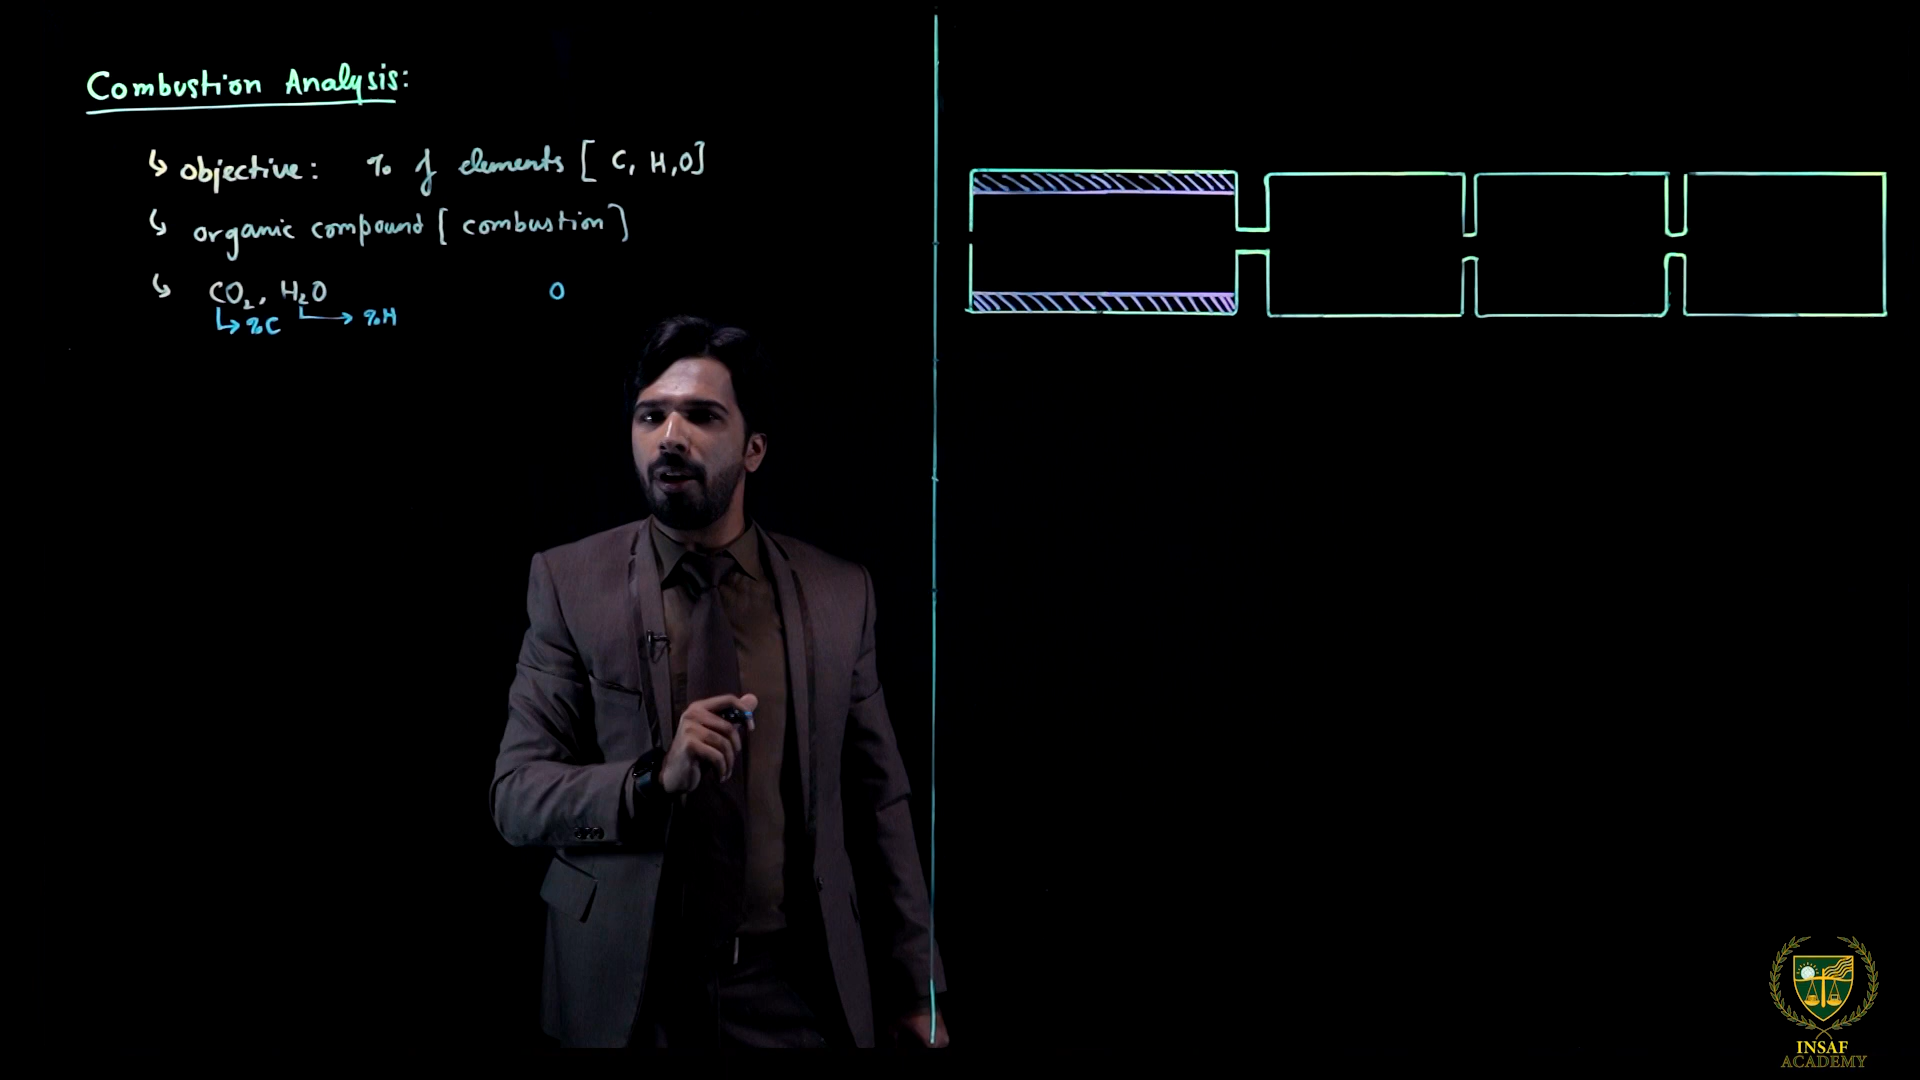 Combustion Analysis:
↳ objective: % of elements [ C, H, O]
↳ organic compound [ combustion ]
↳ CO₂, H₂O O
↳ %C → %H
INSAF
ACADEMY